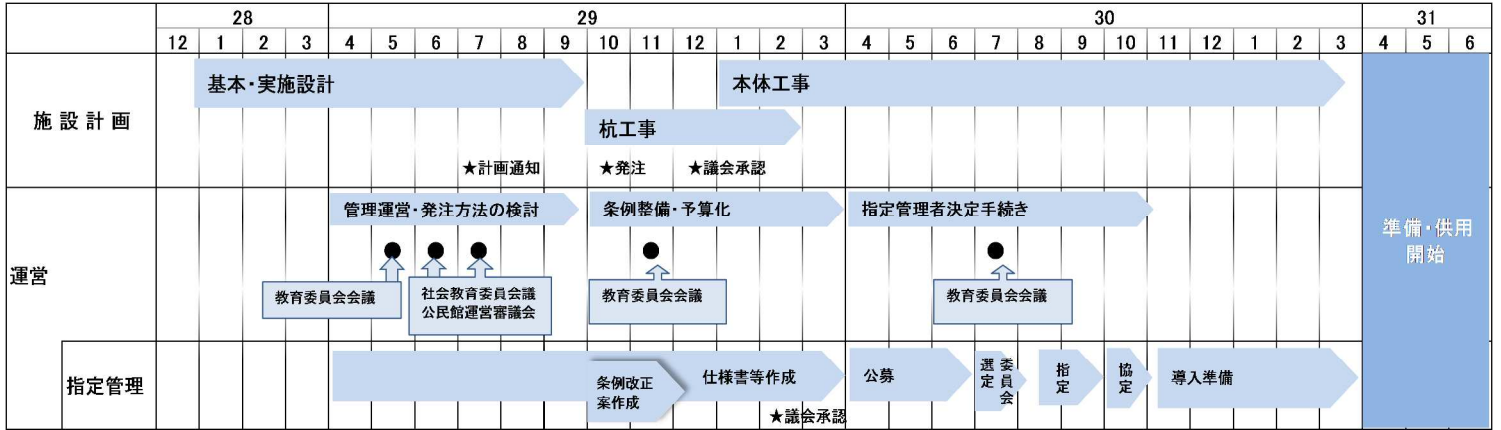 28 29 30 31
12 1 2 3 4 5 6 7 8 9 10 11 12 1 2 3 4 5 6 7 8 9 10 11 12 1 2 3 4 5 6
施設計画
基本・実施設計
本体工事
杭工事
★計画通知
★発注
★議会承認
運営
管理運営・発注方法の検討
条例整備・予算化
指定管理者決定手続き
教育委員会会議
社会教育委員会議
公民館運営審議会
教育委員会会議
教育委員会会議
準備・供用
開始
指定管理
条例改正
案作成
仕様書等作成
★議会承認
公募
選定
委員会
指定
協定
導入準備